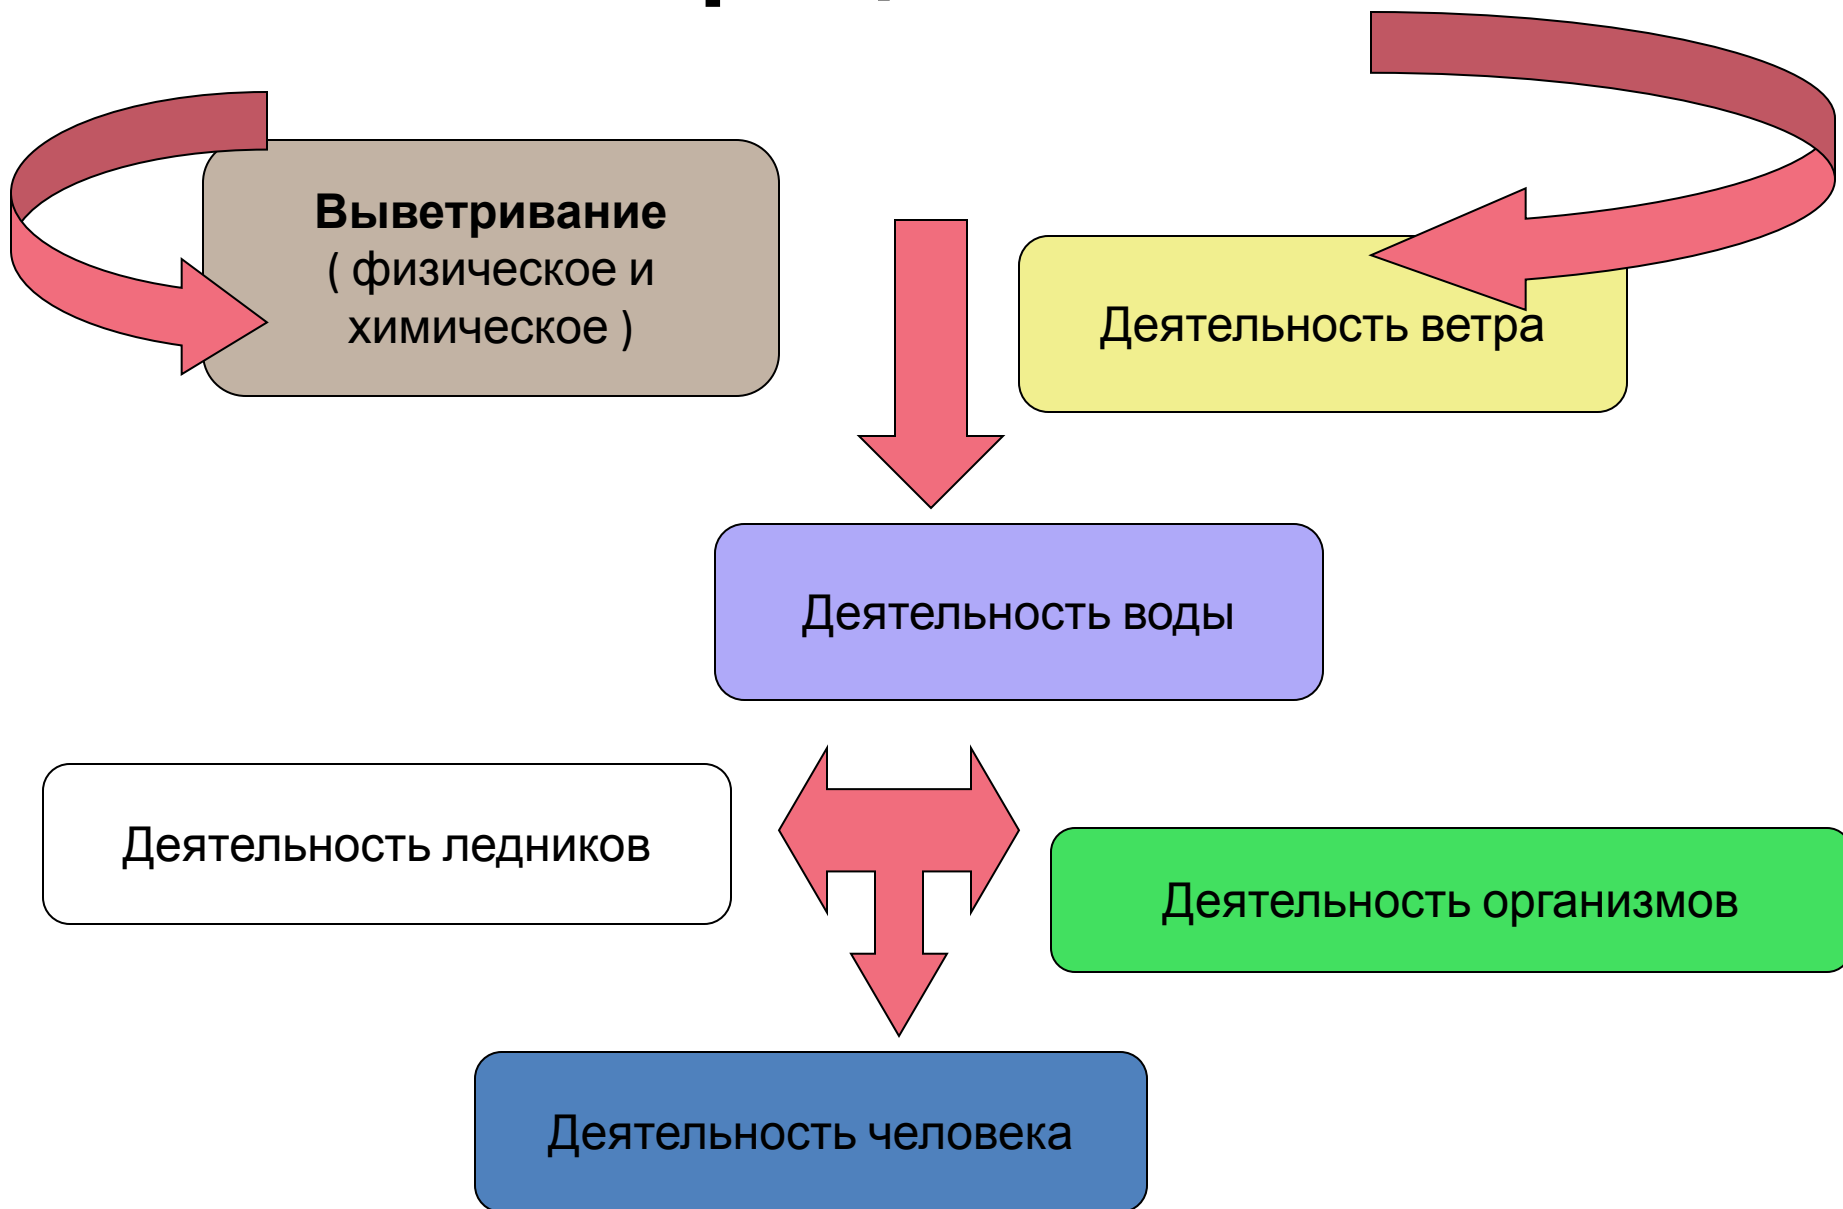 Выветривание
( физическое и
химическое )
Деятельность ветра
Деятельность воды
Деятельность ледников
Деятельность организмов
Деятельность человека